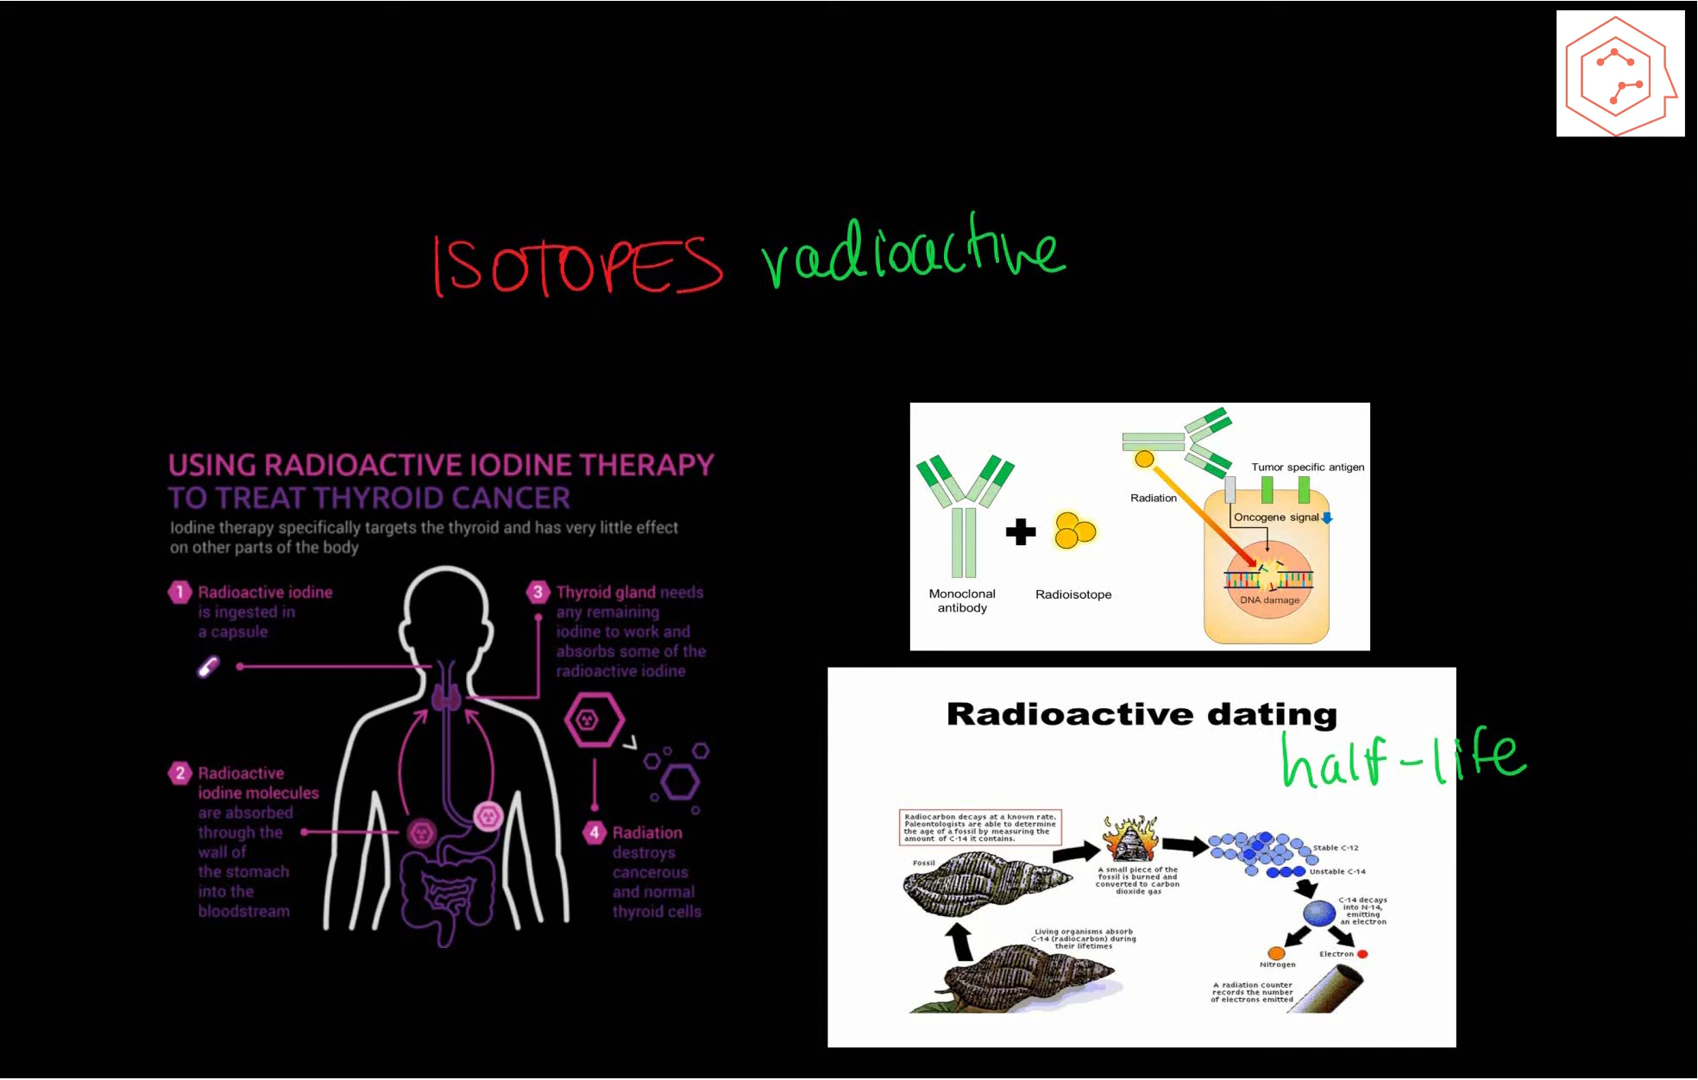 ISOTOPES radioactive
USING RADIOACTIVE IODINE THERAPY
TO TREAT THYROID CANCER
Iodine therapy specifically targets the thyroid and has very little effect
on other parts of the body
1 Radioactive iodine
is ingested in
a capsule
2 Radioactive
iodine molecules
are absorbed
through the
wall of
the stomach
into the
bloodstream
3 Thyroid gland needs
any remaining
iodine to work and
absorbs some of the
radioactive iodine
4 Radiation
destroys
cancerous
and normal
thyroid cells
Monoclonal
antibody
Radioisotope
Radiation
Tumor specific antigen
Oncogene signal
DNA damage
Radioactive dating
half-life
Radiocarbon decays at a known rate.
Paleontologists are able to determine
the age of a fossil by measuring the
amount of C-14 it contains.
Fossil
A small piece of the
fossil is burned and
converted to carbon
dioxide gas
Stable C-12
Unstable C-14
C-14 decays
into N-14,
emitting
an electron
Nitrogen
Electron
Living organisms absorb
C-14 (radiocarbon) during
their lifetimes
A radiation counter
records the number
of electrons emitted